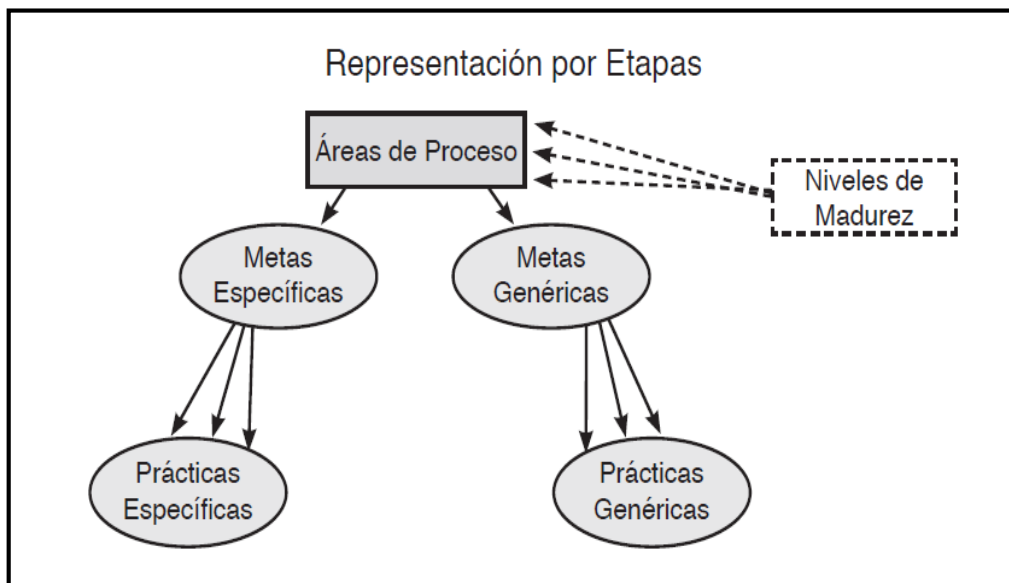 Representación por Etapas
Áreas de Proceso
Niveles de
Madurez
Metas
Específicas
Metas
Genéricas
Prácticas
Específicas
Prácticas
Genéricas